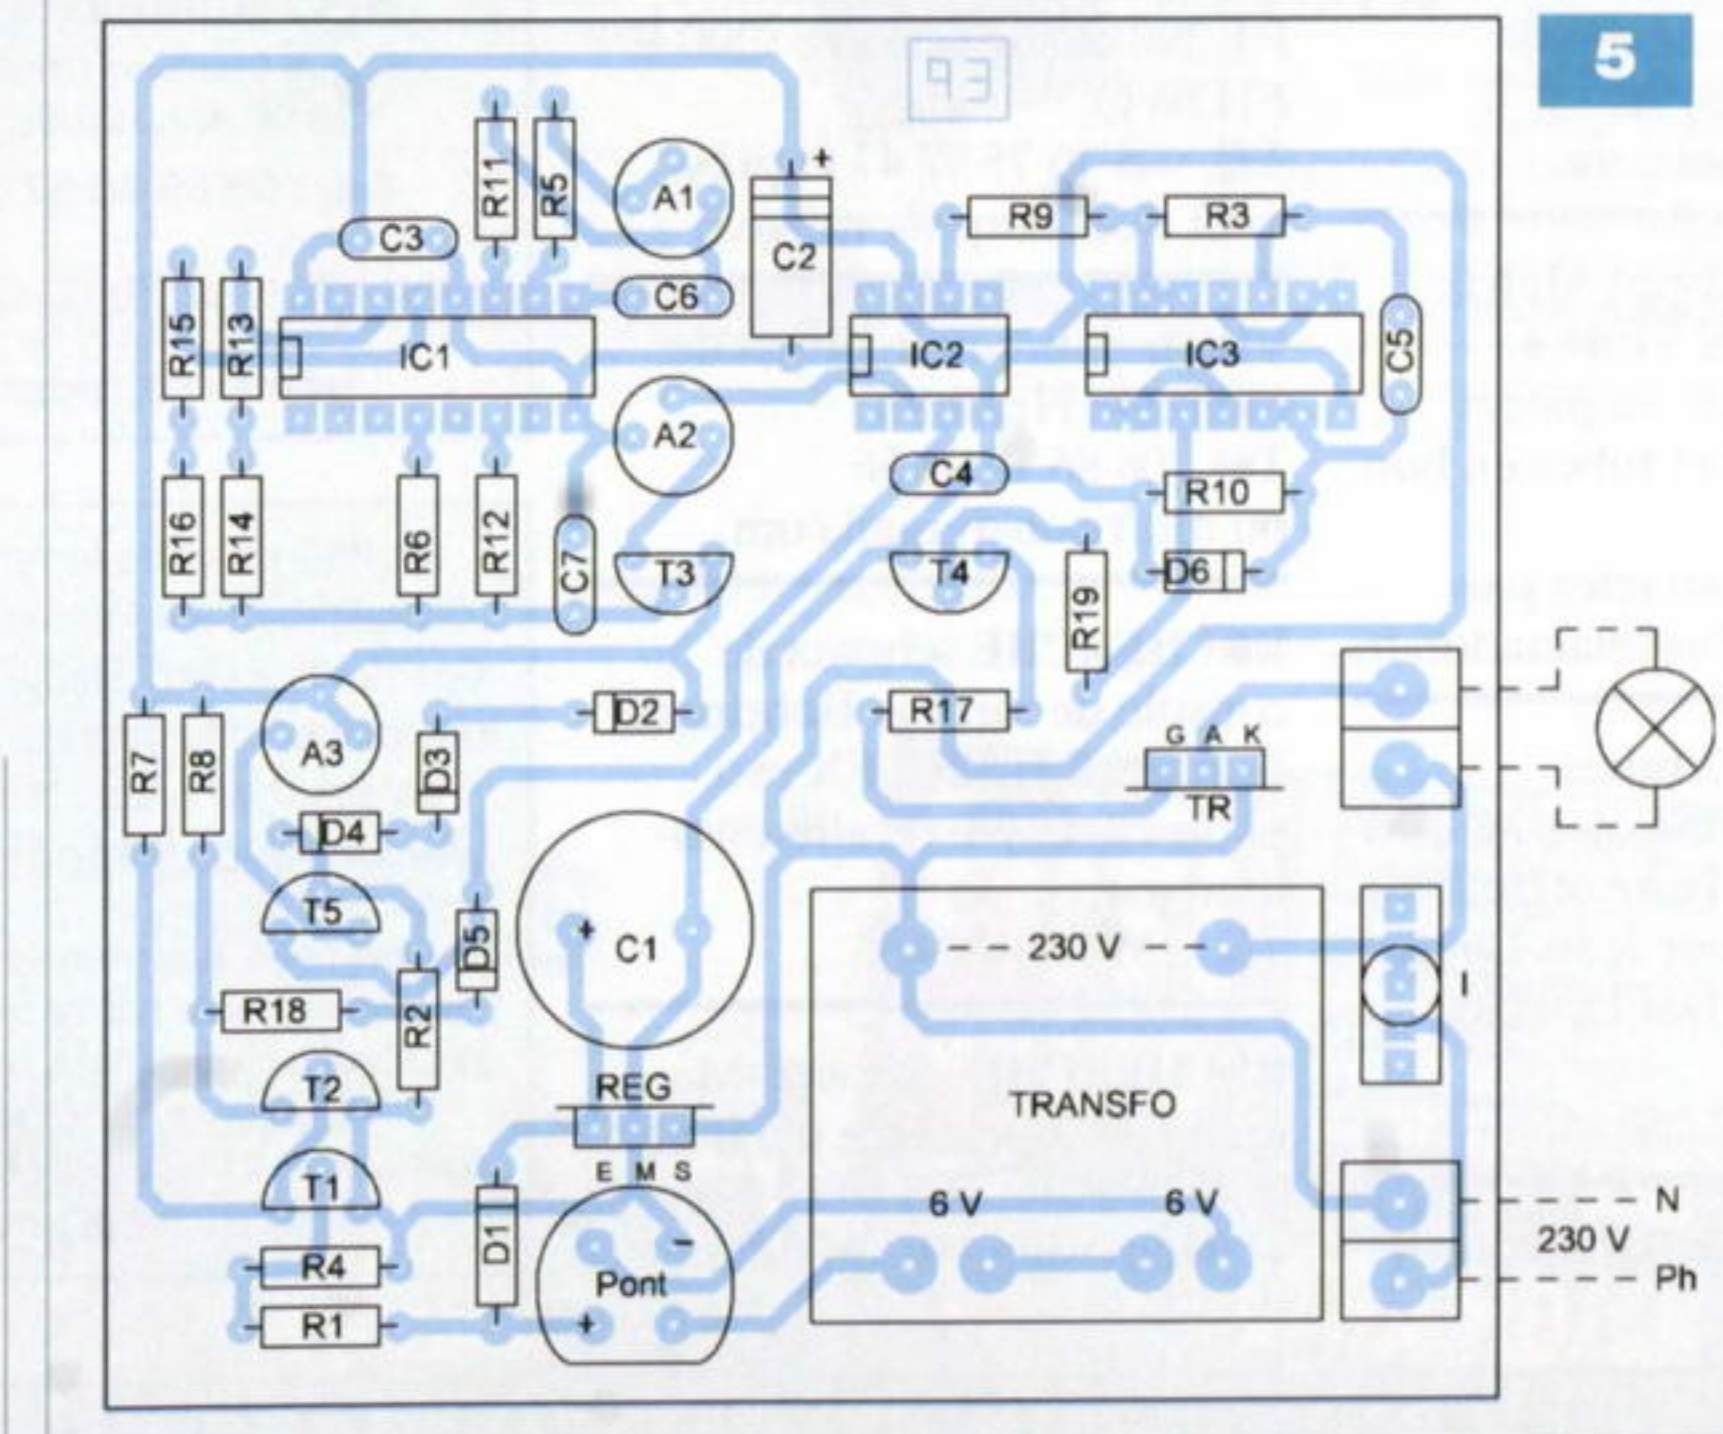 5
EP
R11
R5
A1
+
C2
R9
R3
C3
C6
R15
R13
IC1
IC2
IC3
C5
A2
C4
R10
R16
R14
R6
R12
C7
T3
T4
D6
R19
D2
R17
G A K
TR
R7
R8
A3
D3
D4
T5
D5
+
C1
- - 230 V - -
I
R18
R2
T2
REG
E M S
TRANSFO
T1
D1
6 V
6 V
N
230 V
Ph
R4
-
Pont
+
R1